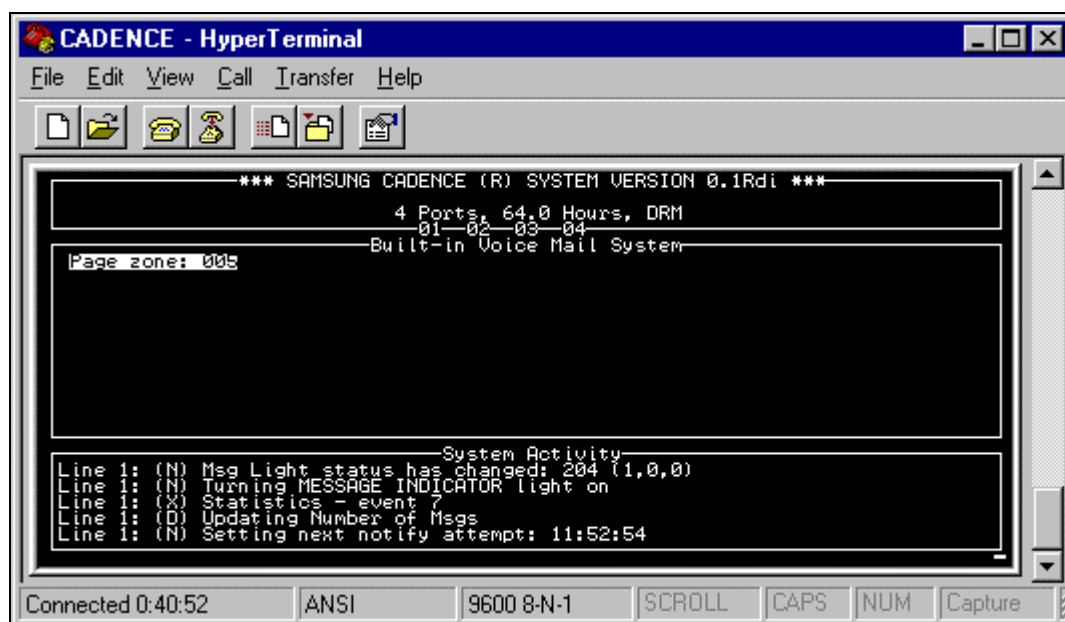 CADENCE - HyperTerminal
File Edit View Call Transfer Help
*** SAMSUNG CADENCE (R) SYSTEM VERSION 0.1Rdi ***
4 Ports, 64.0 Hours, DRM
01 02 03 04
Built-in Voice Mail System
Page zone: 005
System Activity
Line 1: (N) Msg Light status has changed: 204 (1,0,0)
Line 1: (N) Turning MESSAGE INDICATOR light on
Line 1: (X) Statistics - event 7
Line 1: (D) Updating Number of Msgs
Line 1: (N) Setting next notify attempt: 11:52:54
Connected 0:40:52 ANSI 9600 8-N-1 SCROLL CAPS NUM Capture